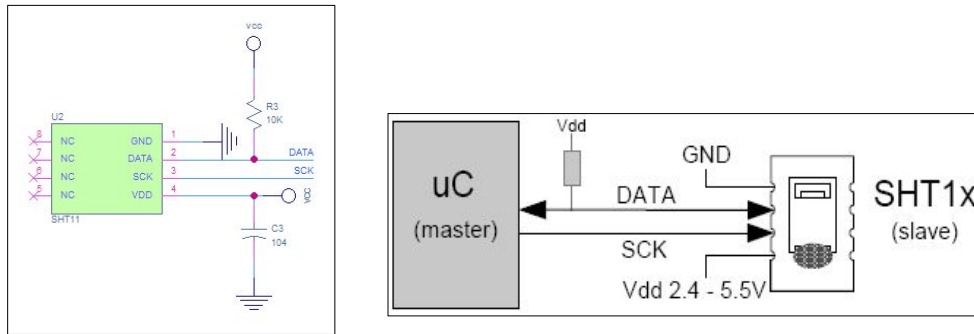 vcc
R3
10K
U2
8 NC GND 1
7 NC DATA 2 DATA
6 NC SCK 3 SCK
5 NC VDD 4 VCC
SHT11
C3
104
Vdd
GND
uC
(master)
DATA
SCK
Vdd 2.4 - 5.5V
SHT1x
(slave)